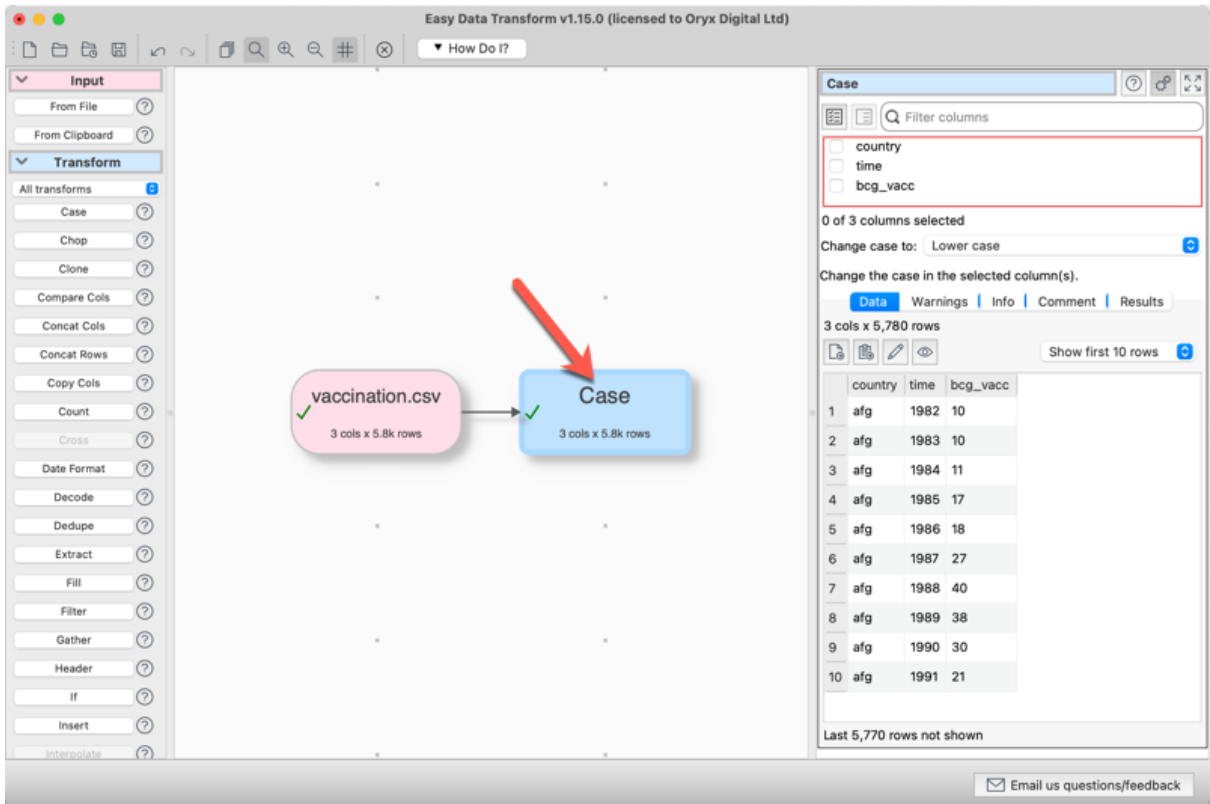 Easy Data Transform v1.15.0 (licensed to Oryx Digital Ltd)
▼ How Do I?
Input
From File ?
From Clipboard ?
Transform
All transforms
Case ?
Chop ?
Clone ?
Compare Cols ?
Concat Cols ?
Concat Rows ?
Copy Cols ?
Count ?
Cross ?
Date Format ?
Decode ?
Dedupe ?
Extract ?
Fill ?
Filter ?
Gather ?
Header ?
If ?
Insert ?
Interpolate ?
vaccination.csv
3 cols x 5.8k rows
Case
3 cols x 5.8k rows
Case ?
Filter columns
country
time
bcg_vacc
0 of 3 columns selected
Change case to: Lower case
Change the case in the selected column(s).
Data Warnings Info Comment Results
3 cols x 5,780 rows
Show first 10 rows
country time bcg_vacc
1 afg 1982 10
2 afg 1983 10
3 afg 1984 11
4 afg 1985 17
5 afg 1986 18
6 afg 1987 27
7 afg 1988 40
8 afg 1989 38
9 afg 1990 30
10 afg 1991 21
Last 5,770 rows not shown
Email us questions/feedback